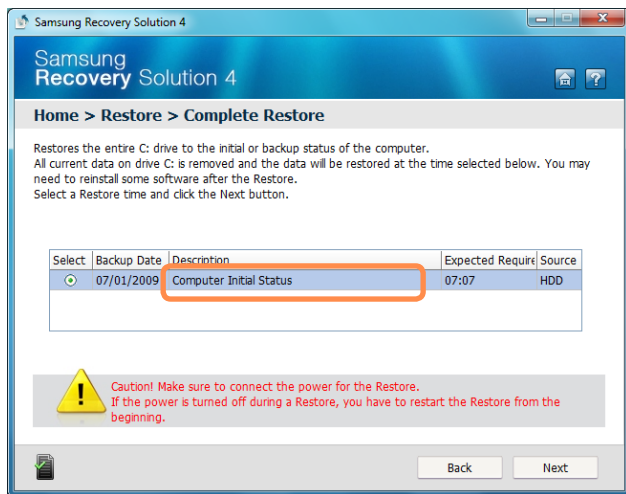 Samsung Recovery Solution 4
Samsung
Recovery Solution 4
Home > Restore > Complete Restore
Restores the entire C: drive to the initial or backup status of the computer.
All current data on drive C: is removed and the data will be restored at the time selected below. You may
need to reinstall some software after the Restore.
Select a Restore time and click the Next button.
Select Backup Date Description Expected Require Source
07/01/2009 Computer Initial Status 07:07 HDD
Caution! Make sure to connect the power for the Restore.
If the power is turned off during a Restore, you have to restart the Restore from the
beginning.
Back Next